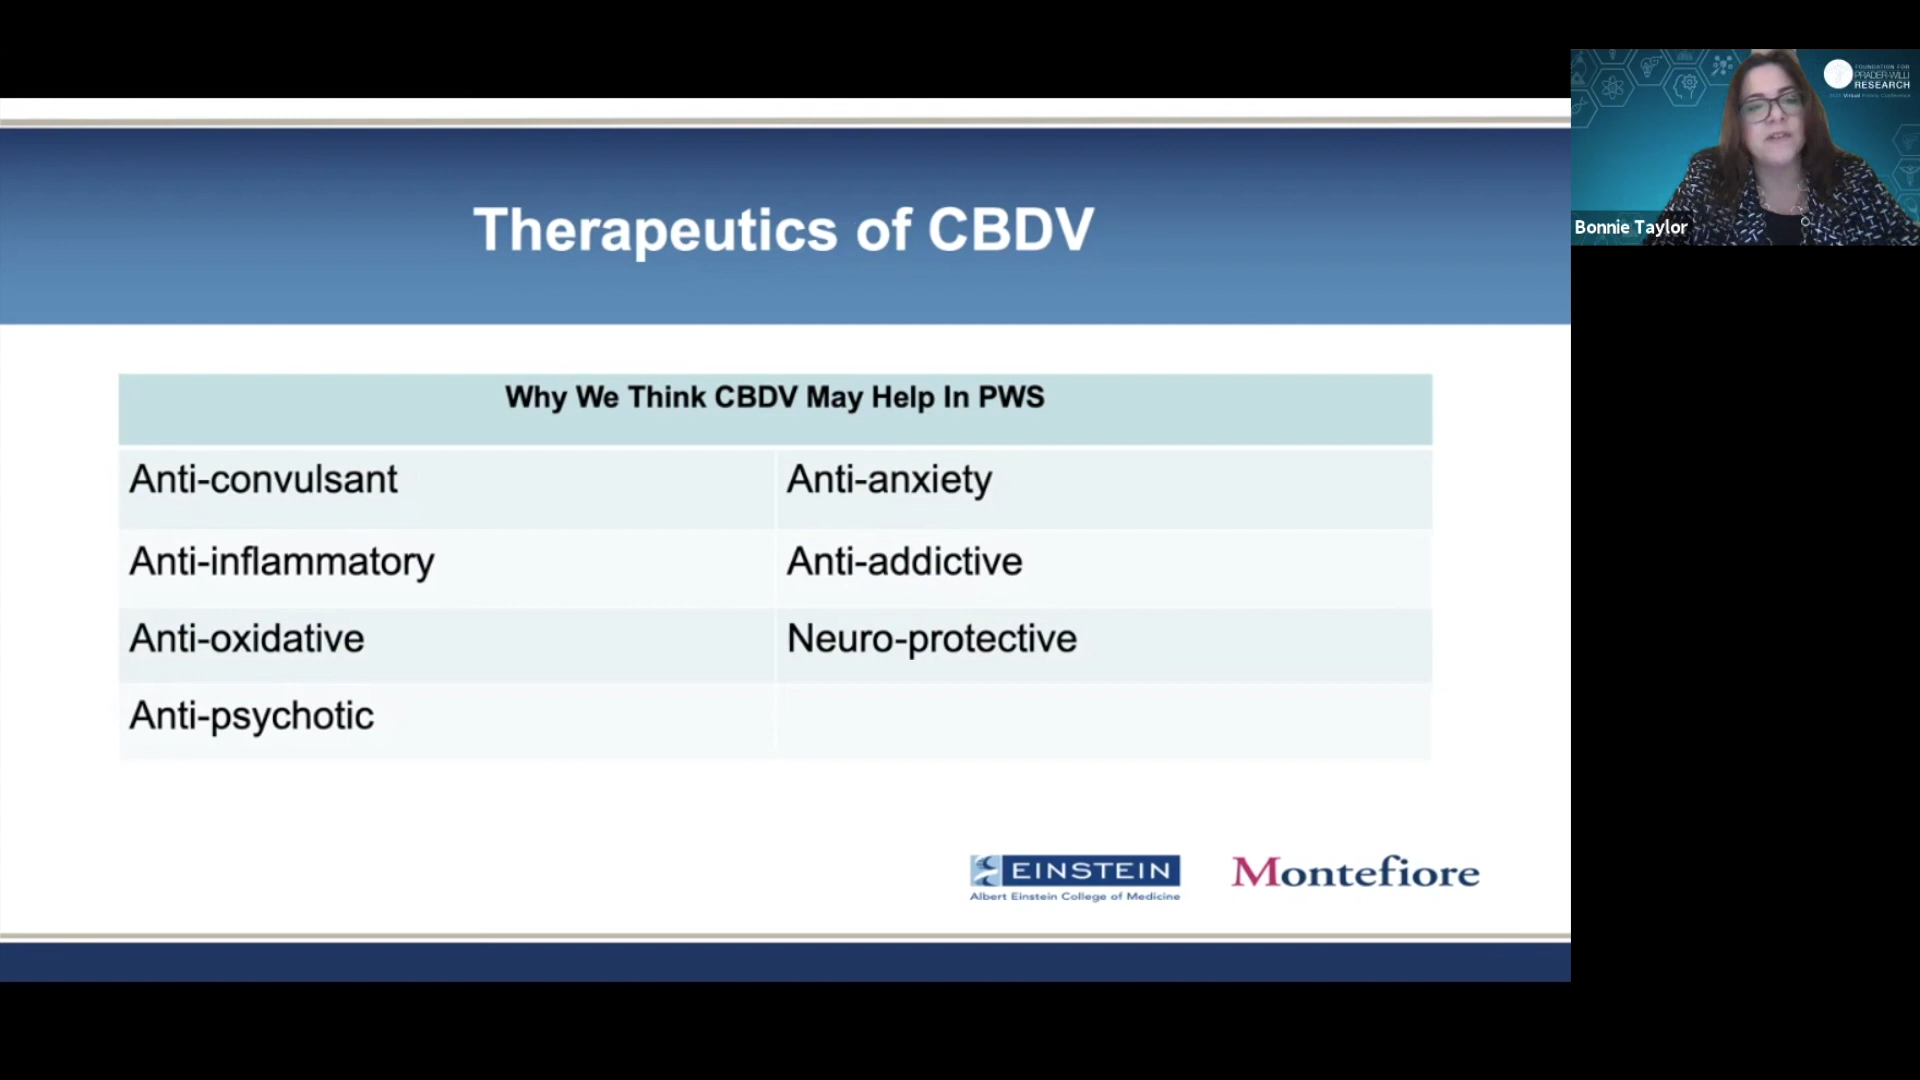 Therapeutics of CBDV
Why We Think CBDV May Help In PWS
Anti-convulsant
Anti-anxiety
Anti-inflammatory
Anti-addictive
Anti-oxidative
Neuro-protective
Anti-psychotic
EINSTEIN
Albert Einstein College of Medicine
Montefiore
FOUNDATION FOR
PRADER-WILLI
RESEARCH
Bonnie Taylor